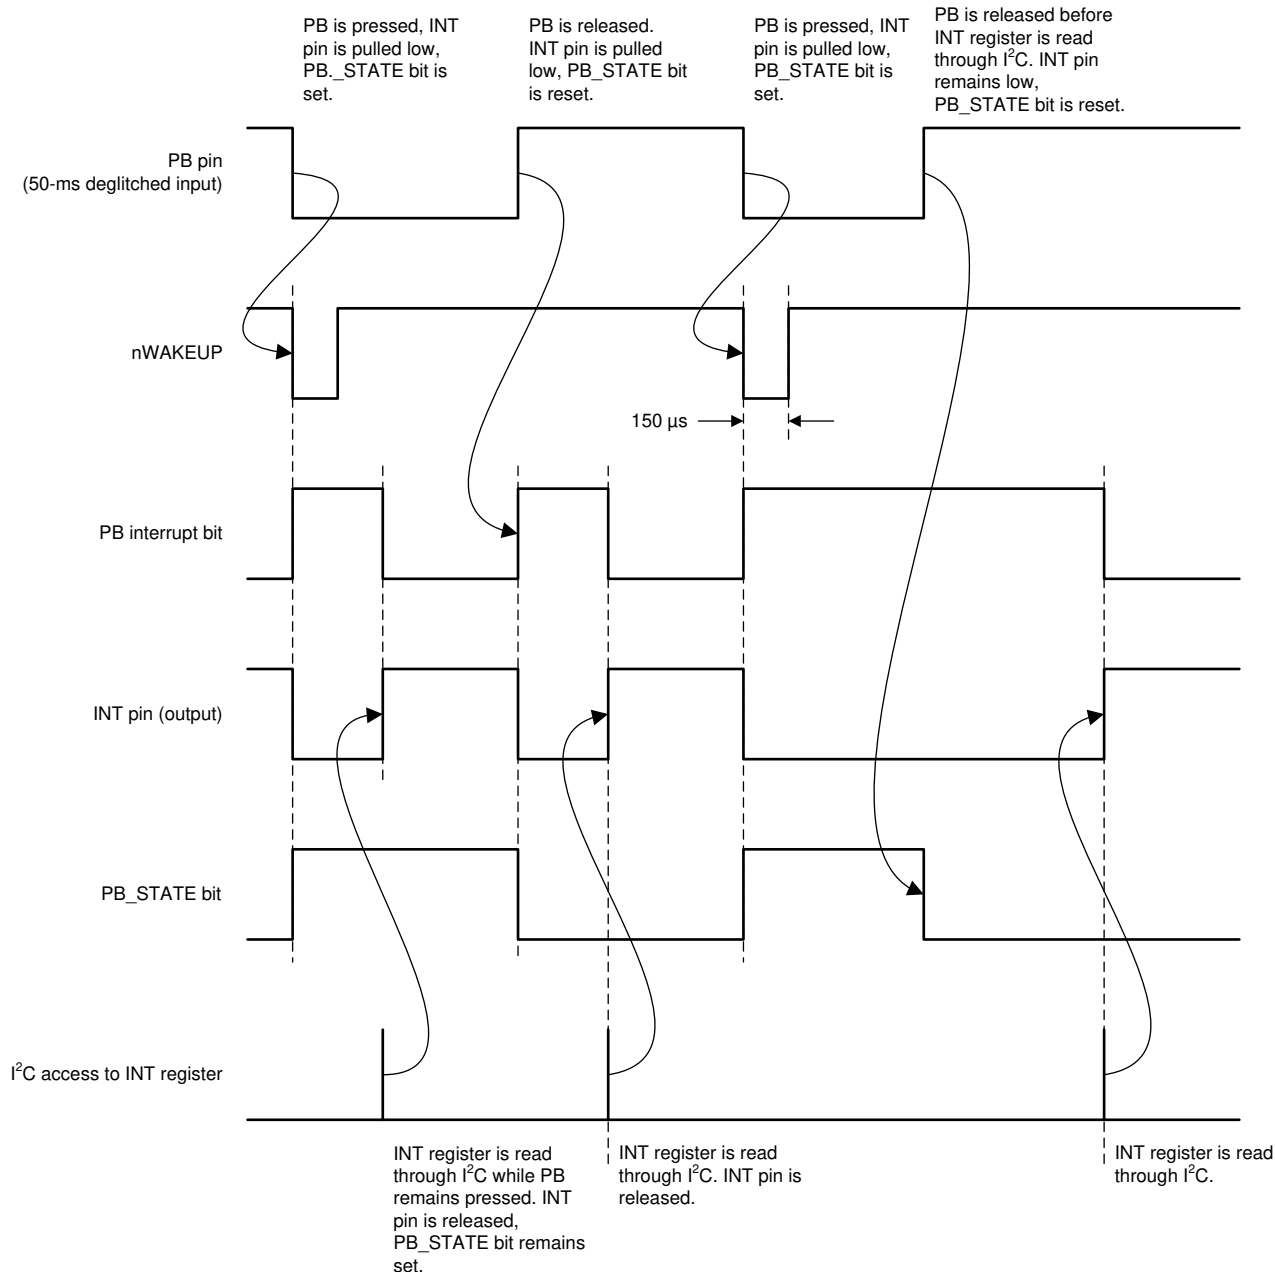 PB is pressed, INT
pin is pulled low,
PB._STATE bit is
set.
PB is released.
INT pin is pulled
low, PB_STATE bit
is reset.
PB is pressed, INT
pin is pulled low,
PB_STATE bit is
set.
PB is released before
INT register is read
through I²C. INT pin
remains low,
PB_STATE bit is reset.
PB pin
(50-ms deglitched input)
nWAKEUP
150 µs
PB interrupt bit
INT pin (output)
PB_STATE bit
I²C access to INT register
INT register is read
through I²C while PB
remains pressed. INT
pin is released,
PB_STATE bit remains
set.
INT register is read
through I²C. INT pin is
released.
INT register is read
through I²C.